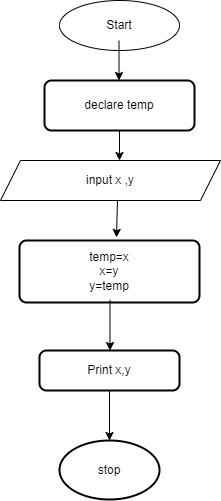 Start
declare temp
input x ,y
temp=x
x=y
y=temp
Print x,y
stop